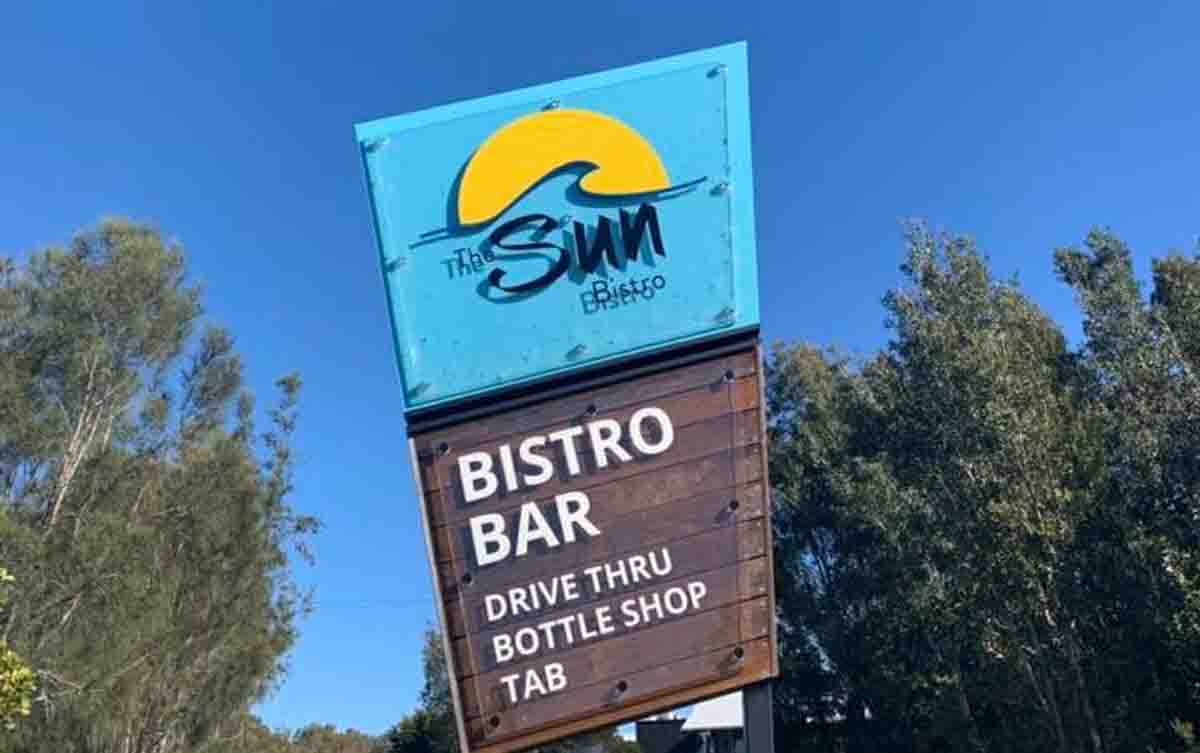 The Sun
Bistro
BISTRO
BAR
DRIVE THRU
BOTTLE SHOP
TAB